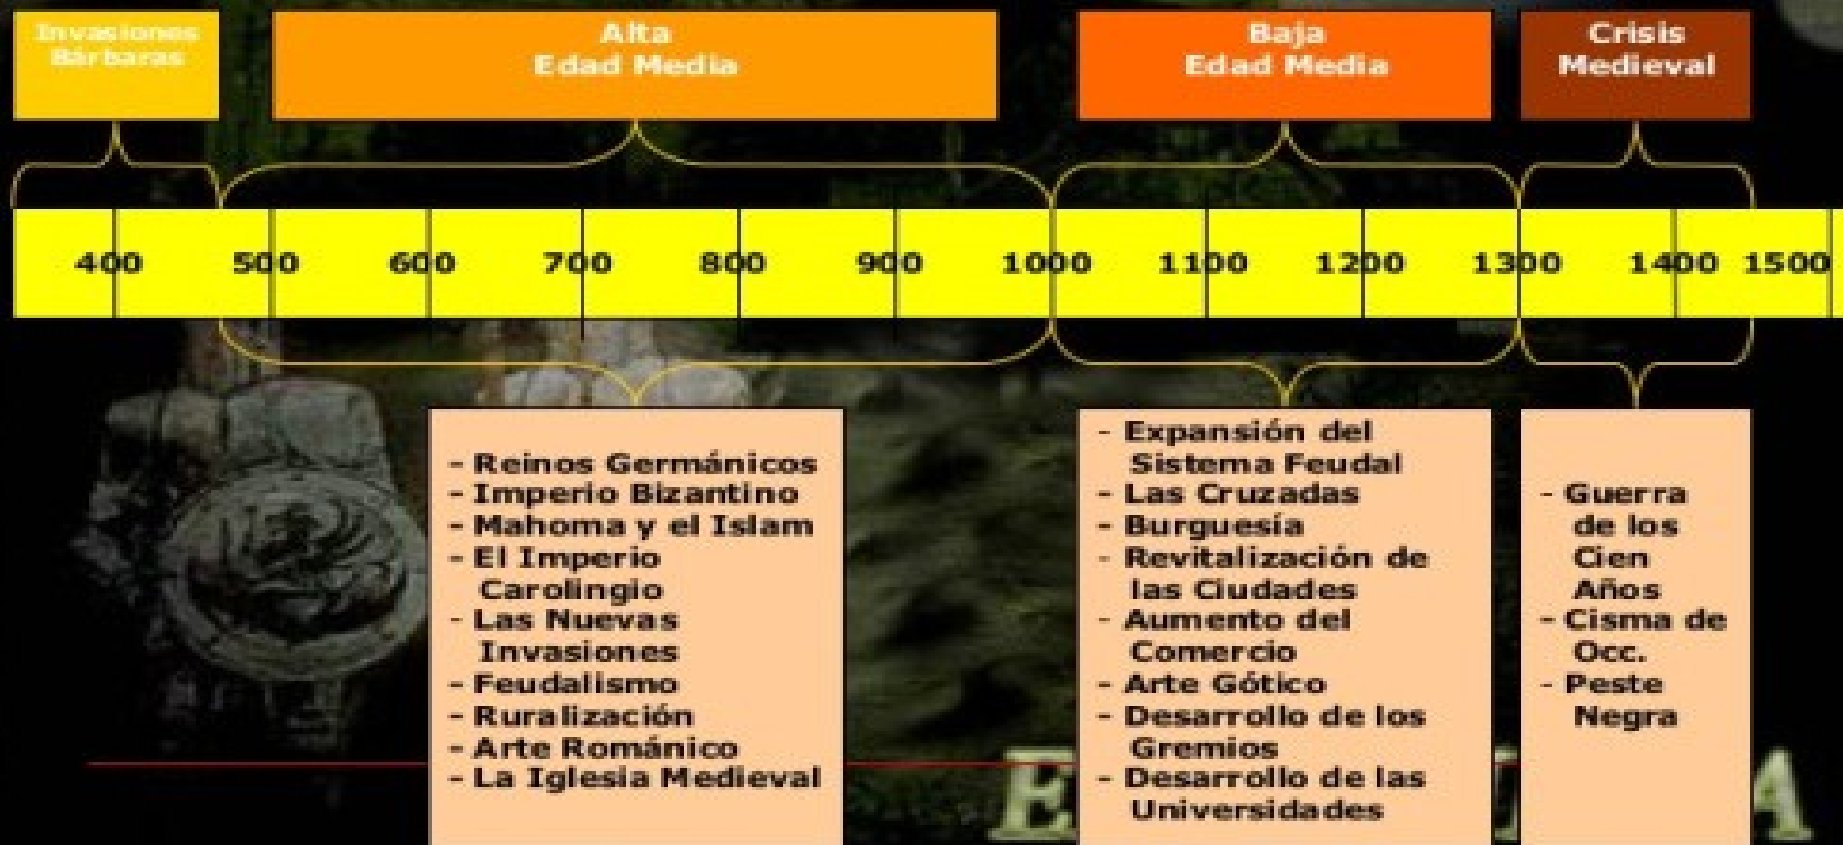 Invasiones
Bárbaras
Alta
Edad Media
Baja
Edad Media
Crisis
Medieval
400 500 600 700 800 900 1000 1100 1200 1300 1400 1500
- Reinos Germánicos
- Imperio Bizantino
- Mahoma y el Islam
- El Imperio
Carolingio
- Las Nuevas
Invasiones
- Feudalismo
- Ruralización
- Arte Románico
- La Iglesia Medieval
- Expansión del
Sistema Feudal
- Las Cruzadas
- Burguesía
- Revitalización de
las Ciudades
- Aumento del
Comercio
- Arte Gótico
- Desarrollo de los
Gremios
- Desarrollo de las
Universidades
- Guerra
de los
Cien
Años
- Cisma de
Occ.
- Peste
Negra